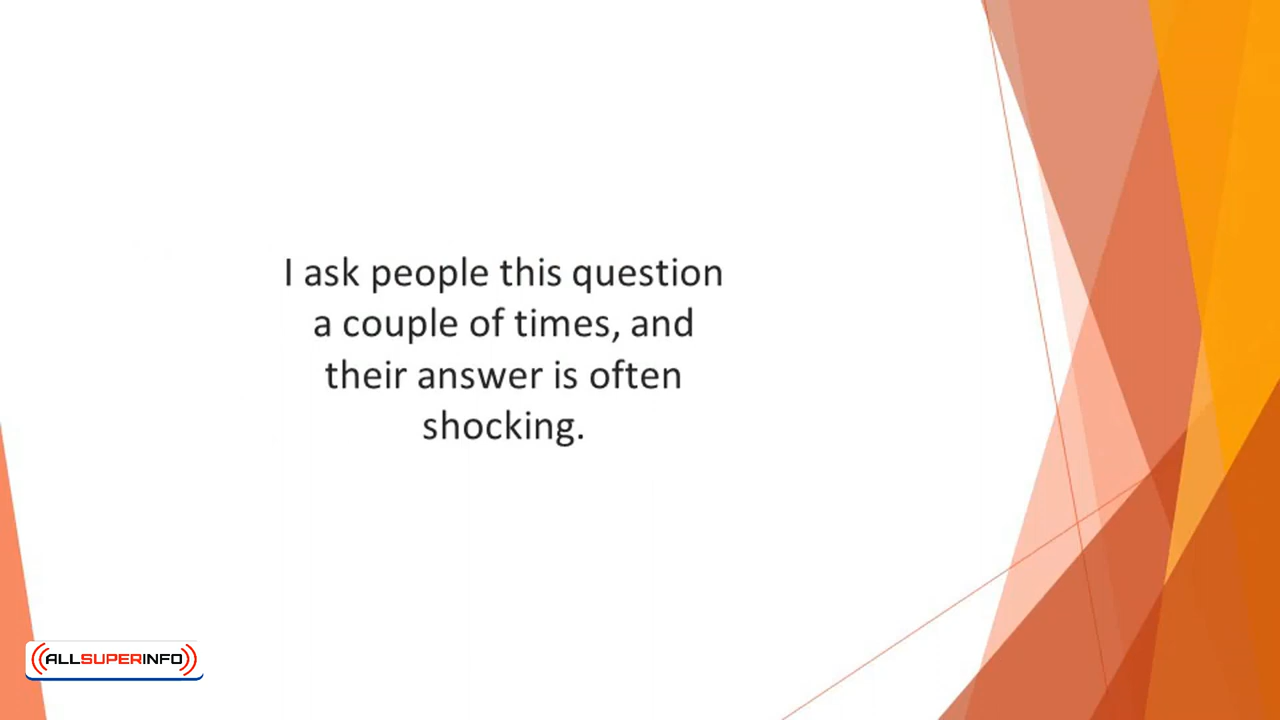 I ask people this question
a couple of times, and
their answer is often
shocking.
ALLSUPERINFO